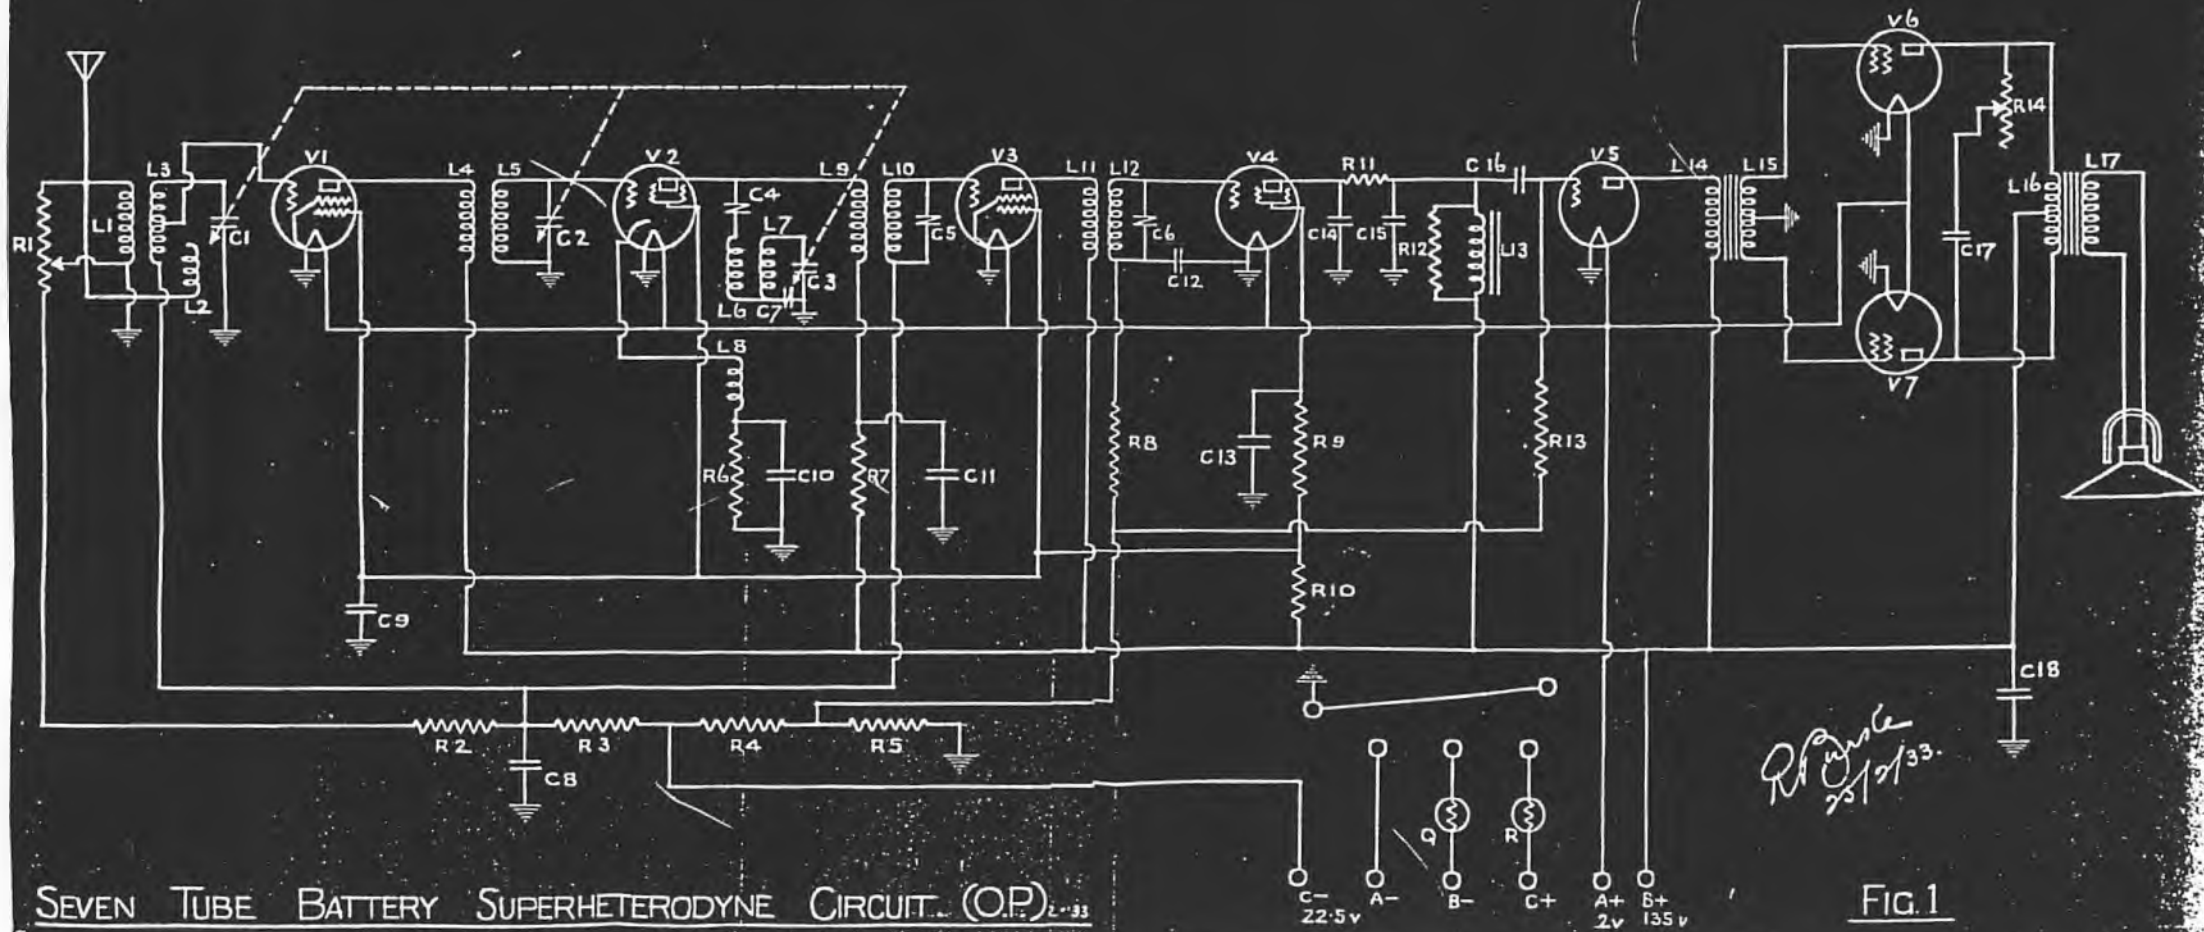 V6
R14
V1 V2 V3 V4 R11 C16 V5
L3 L4 L5 L9 L10 L11 L12 L14 L15 L17
C4 L16
R1 L1 C1 C2 L7 C5 C6 C14 C15 R12 L13 C17
L2 L6 C7 C3 C12
L8
V7
R6 C10 R7 C11 R8 C13 R9 R13
R10
C9
C18
R2 R3 R4 R5
C8
25/2/33.
Q R
C- A- B- C+ A+ B+
22.5v 2v 135v
SEVEN TUBE BATTERY SUPERHETERODYNE CIRCUIT (O.P.) 2-33
FIG. 1